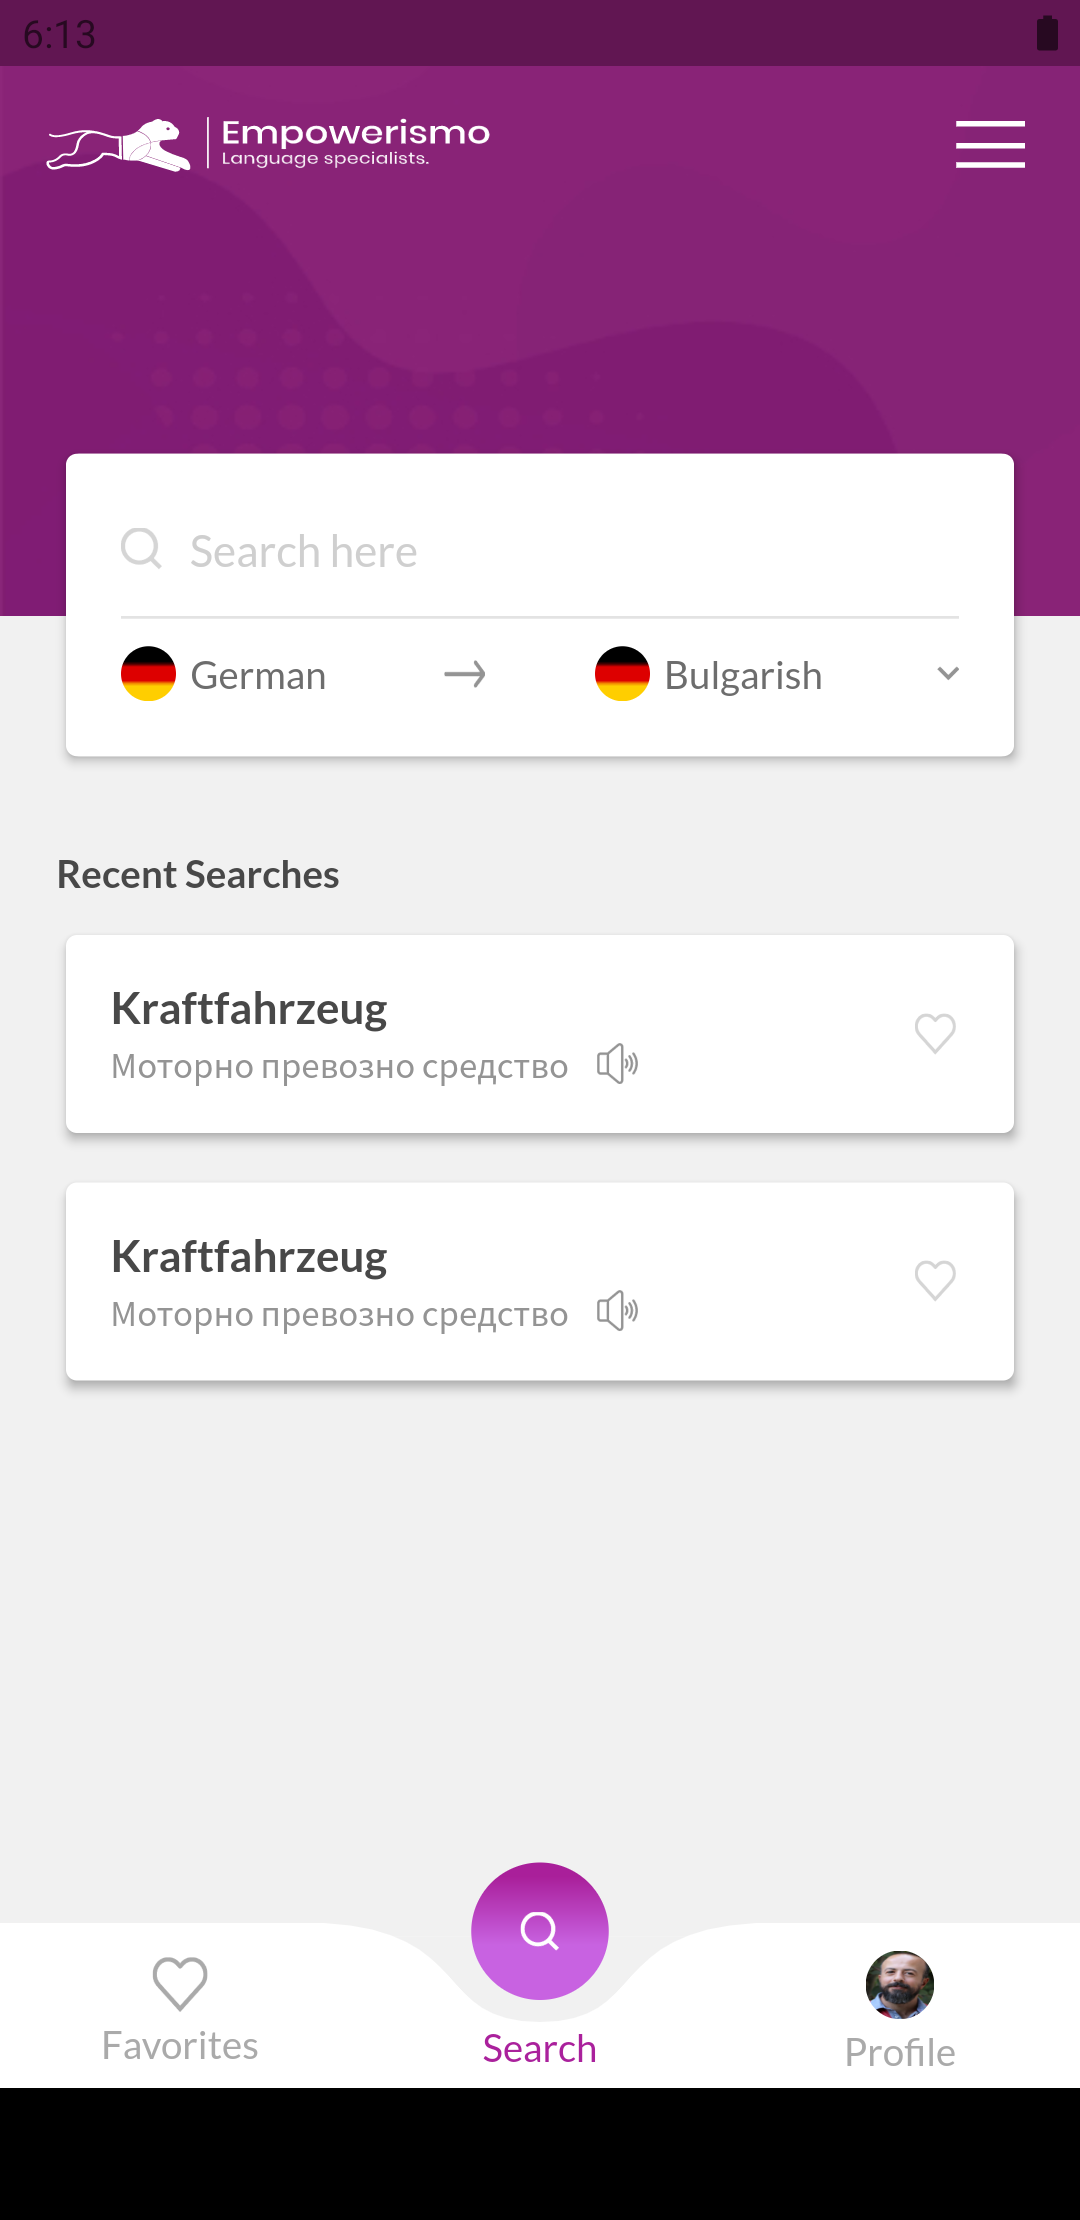 6:13
Empowerismo
Language specialists.
Search here
German
Bulgarish
Recent Searches
Kraftfahrzeug
Моторно превозно средство
Kraftfahrzeug
Моторно превозно средство
Favorites
Search
Profile